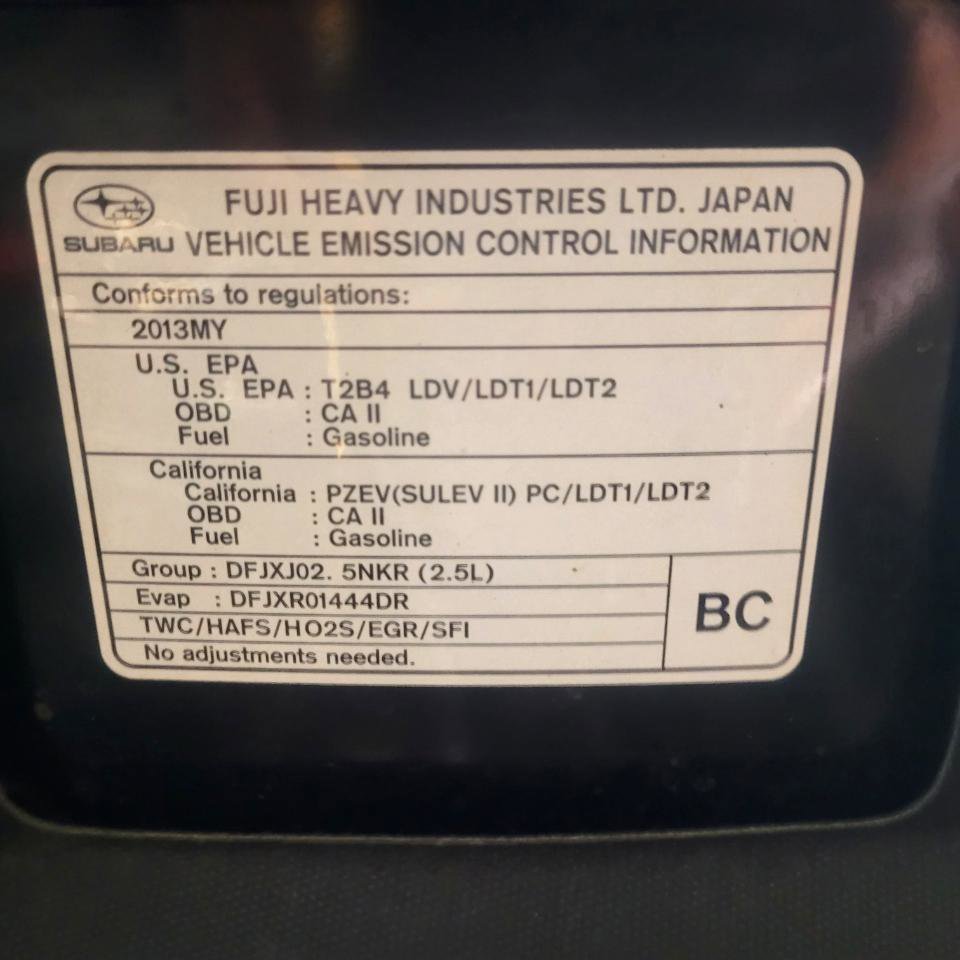 FUJI HEAVY INDUSTRIES LTD. JAPAN
SUBARU VEHICLE EMISSION CONTROL INFORMATION
Conforms to regulations:
2013MY
U.S. EPA
U.S. EPA : T2B4 LDV/LDT1/LDT2
OBD : CA II
Fuel : Gasoline
California
California : PZEV(SULEV II) PC/LDT1/LDT2
OBD : CA II
Fuel : Gasoline
Group : DFJXJ02. 5NKR (2.5L)
Evap : DFJXR01444DR
TWC/HAFS/HO2S/EGR/SFI
No adjustments needed.
BC